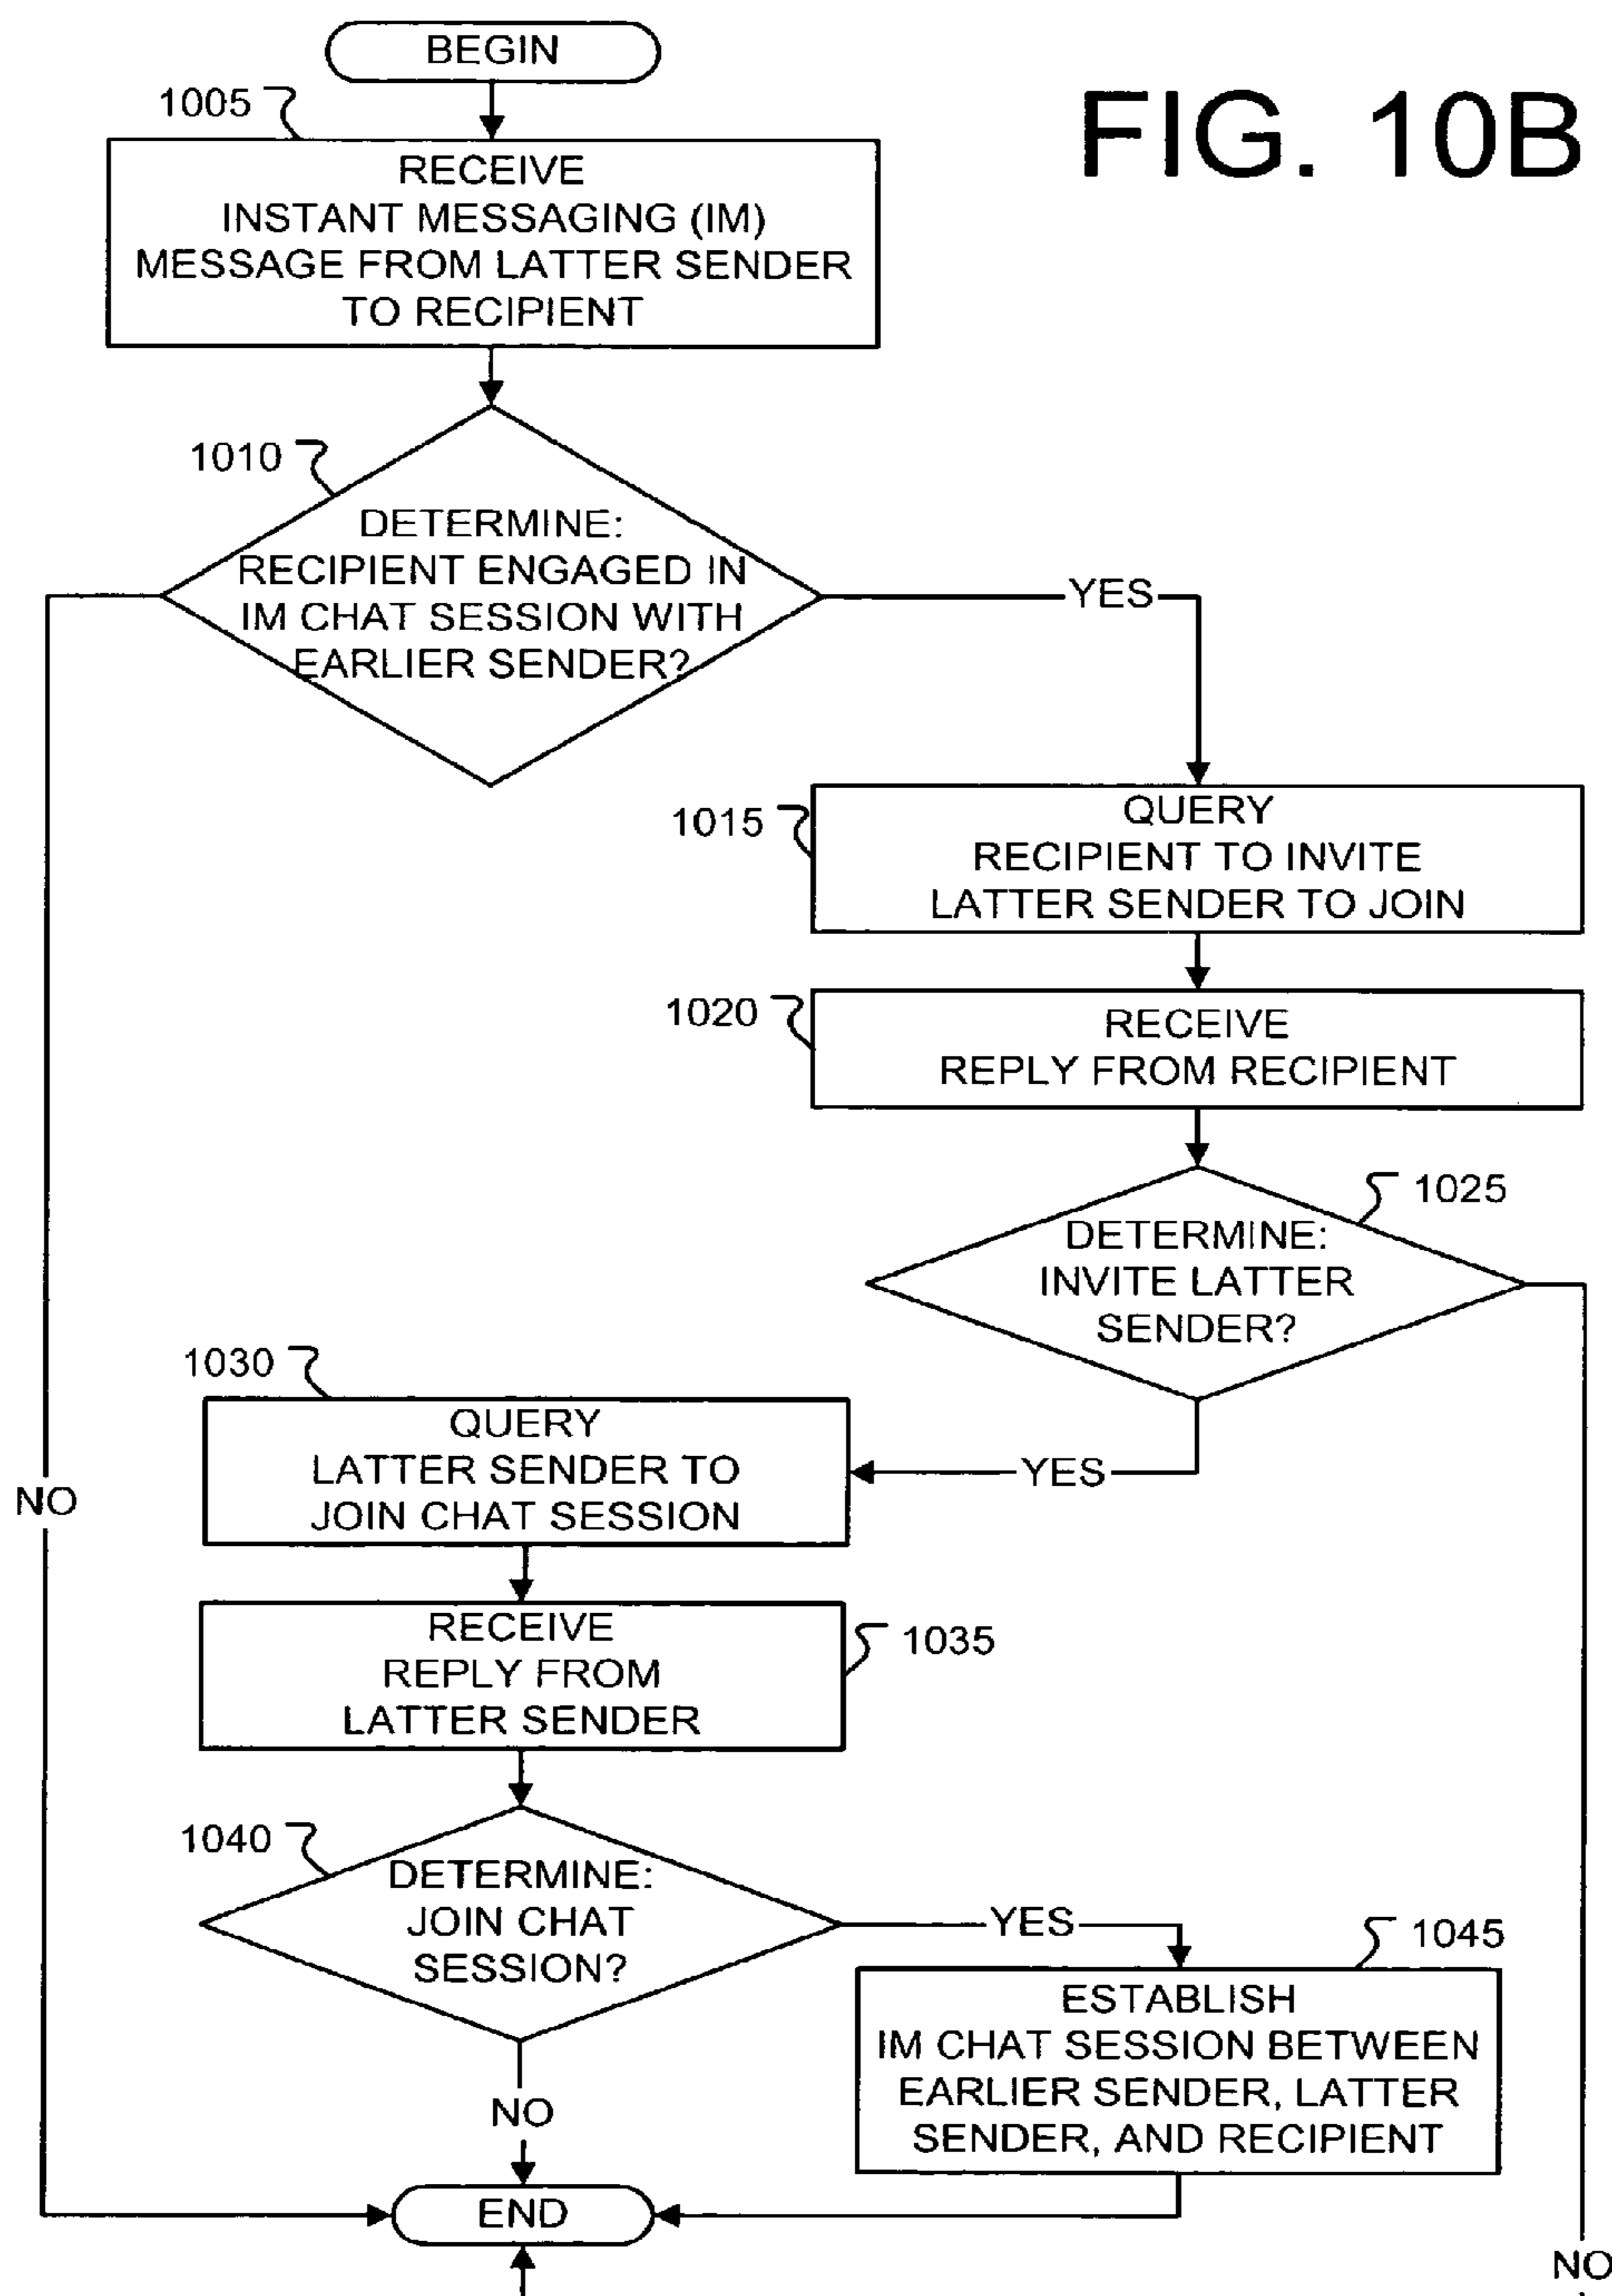 BEGIN
FIG. 10B
1005
RECEIVE
INSTANT MESSAGING (IM)
MESSAGE FROM LATTER SENDER
TO RECIPIENT
1010
DETERMINE:
RECIPIENT ENGAGED IN
IM CHAT SESSION WITH
EARLIER SENDER?
YES
1015
QUERY
RECIPIENT TO INVITE
LATTER SENDER TO JOIN
1020
RECEIVE
REPLY FROM RECIPIENT
1025
DETERMINE:
INVITE LATTER
SENDER?
1030
QUERY
LATTER SENDER TO
JOIN CHAT SESSION
YES
NO
RECEIVE
REPLY FROM
LATTER SENDER
1035
1040
DETERMINE:
JOIN CHAT
SESSION?
YES
1045
ESTABLISH
IM CHAT SESSION BETWEEN
EARLIER SENDER, LATTER
SENDER, AND RECIPIENT
NO
END
NO